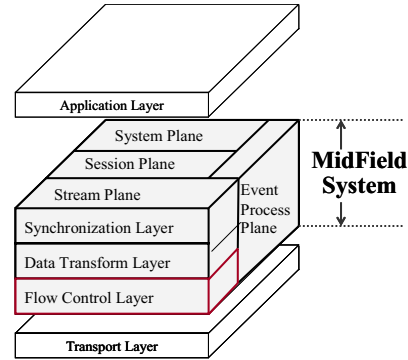 Application Layer
System Plane
Session Plane
Stream Plane
Event
Process
Plane
Synchronization Layer
Data Transform Layer
Flow Control Layer
Transport Layer
MidField
System